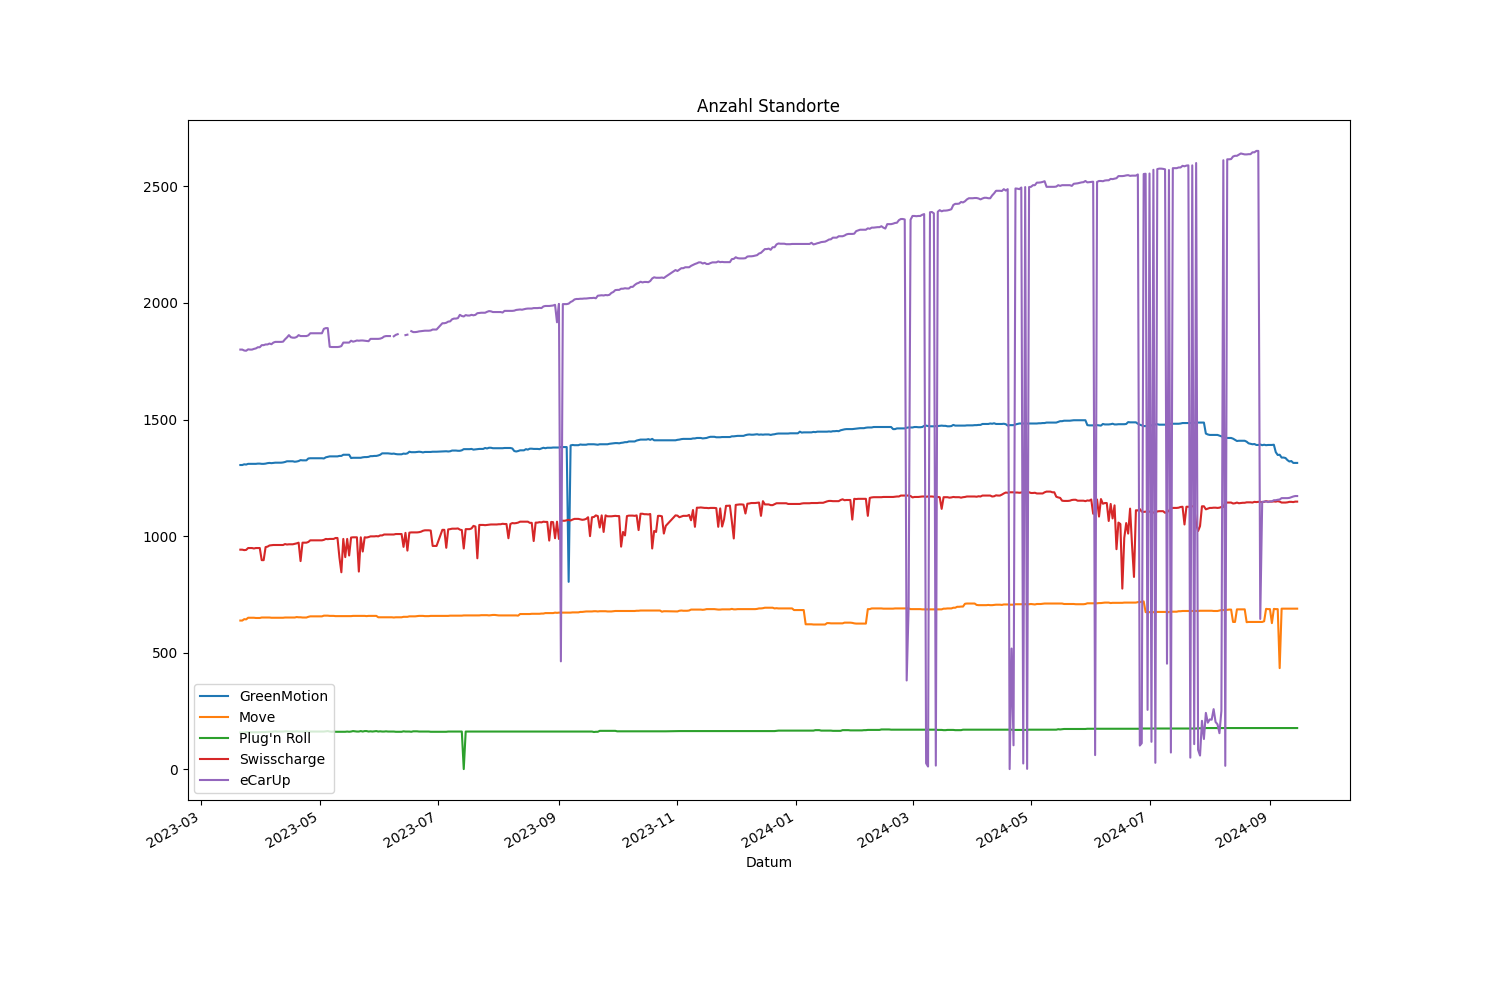 Anzahl Standorte
2500
2000
1500
1000
500
0
GreenMotion
Move
Plug'n Roll
Swisscharge
eCarUp
2023-03
2023-05
2023-07
2023-09
2023-11
2024-01
2024-03
2024-05
2024-07
2024-09
Datum